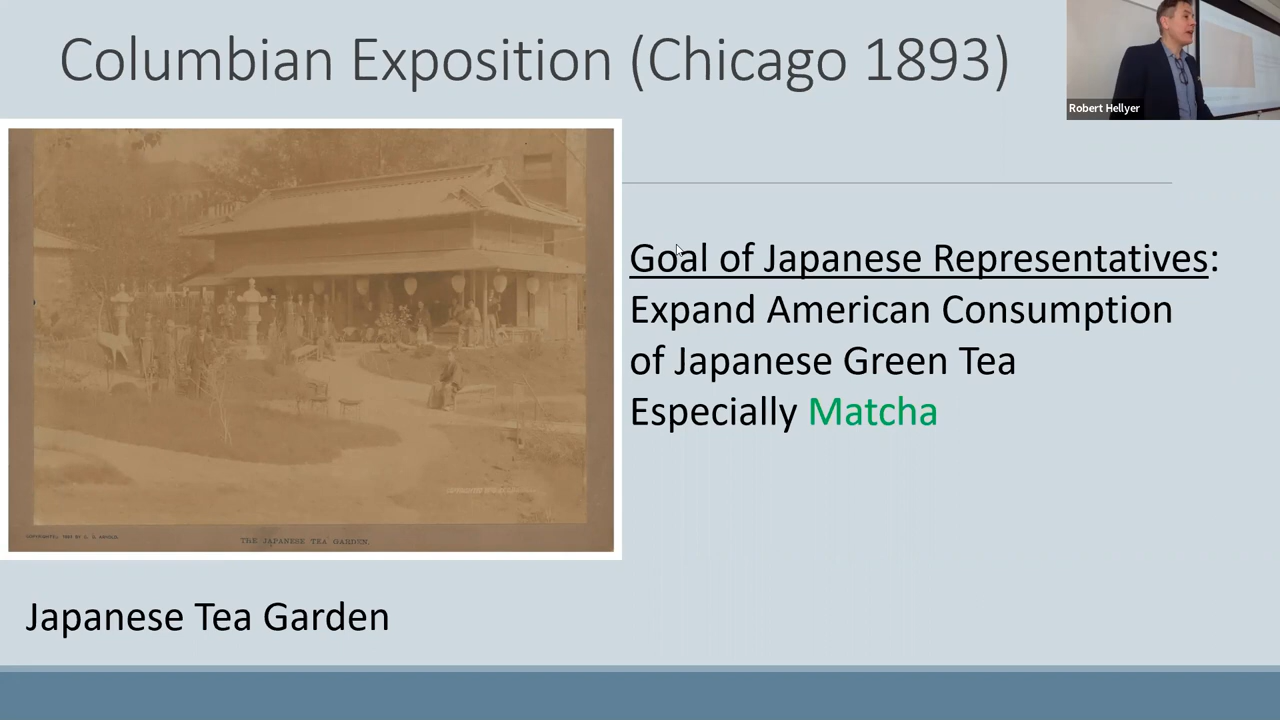 Columbian Exposition (Chicago 1893)
Robert Hellyer
Goal of Japanese Representatives:
Expand American Consumption
of Japanese Green Tea
Especially Matcha
THE JAPANESE TEA GARDEN.
Japanese Tea Garden